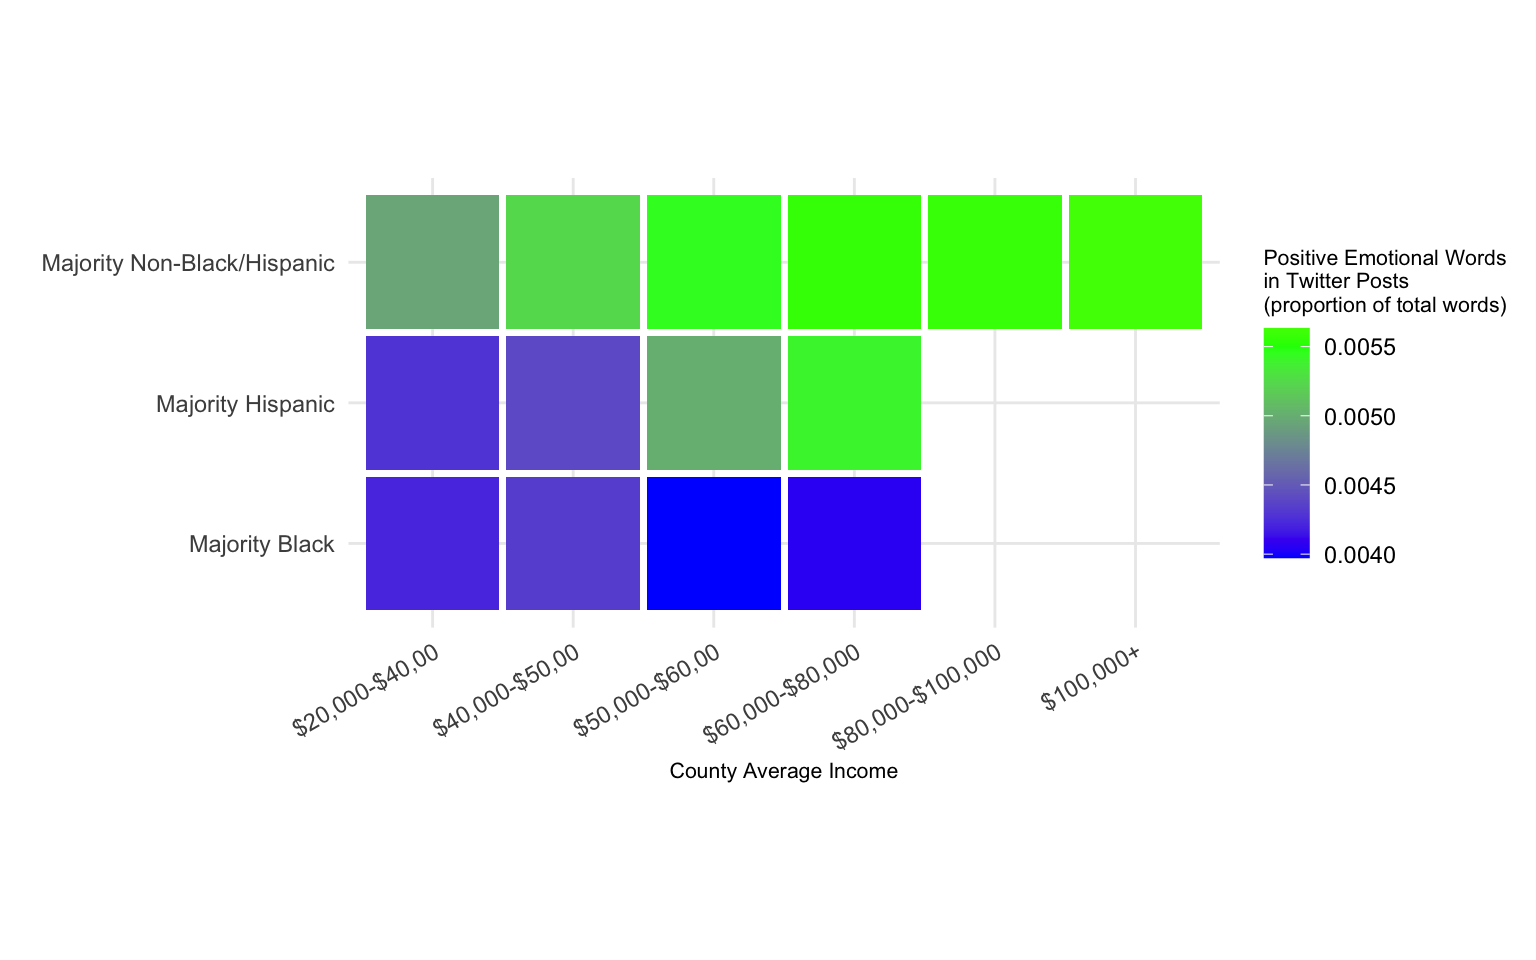 Majority Non-Black/Hispanic
Majority Hispanic
Majority Black
$20,000-$40,00
$40,000-$50,00
$50,000-$60,00
$60,000-$80,000
$80,000-$100,000
$100,000+
County Average Income
Positive Emotional Words
in Twitter Posts
(proportion of total words)
0.0055
0.0050
0.0045
0.0040